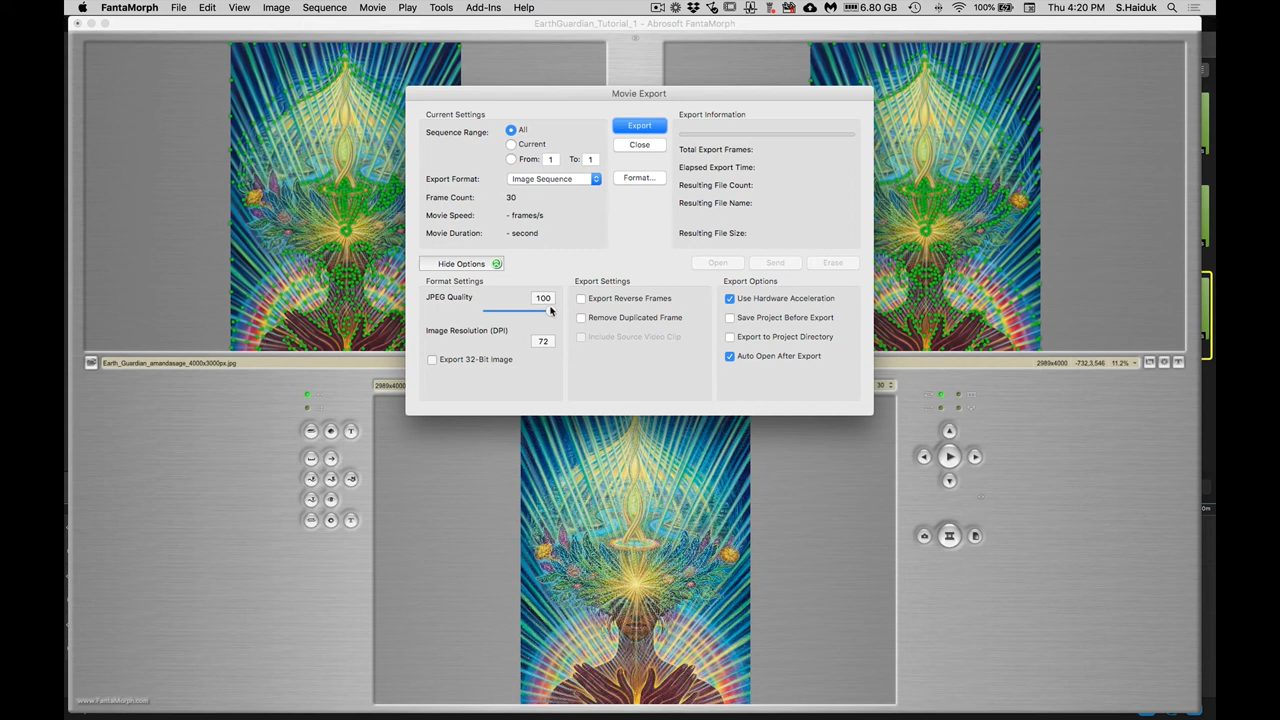 FantaMorph File Edit View Image Sequence Movie Play Tools Add-Ins Help 6.80 GB 100% Thu 4:20 PM S.Haiduk
EarthGuardian_Tutorial_1 – Abrosoft FantaMorph
Movie Export
Current Settings
Sequence Range:
All
Current
From: 1 To: 1
Export Format: Image Sequence
Frame Count: 30
Movie Speed: - frames/s
Movie Duration: - second
Export
Close
Format...
Export Information
Total Export Frames:
Elapsed Export Time:
Resulting File Count:
Resulting File Name:
Resulting File Size:
Hide Options
Open Send Erase
Format Settings
JPEG Quality 100
Image Resolution (DPI)
72
Export 32-Bit Image
Export Settings
Export Reverse Frames
Remove Duplicated Frame
Include Source Video Clip
Export Options
Use Hardware Acceleration
Save Project Before Export
Export to Project Directory
Auto Open After Export
Earth_Guardian_amandasage_4000x3000px.jpg
2989x4000 -732,3,546 11.2%
2989x4000
30
www.FantaMorph.com